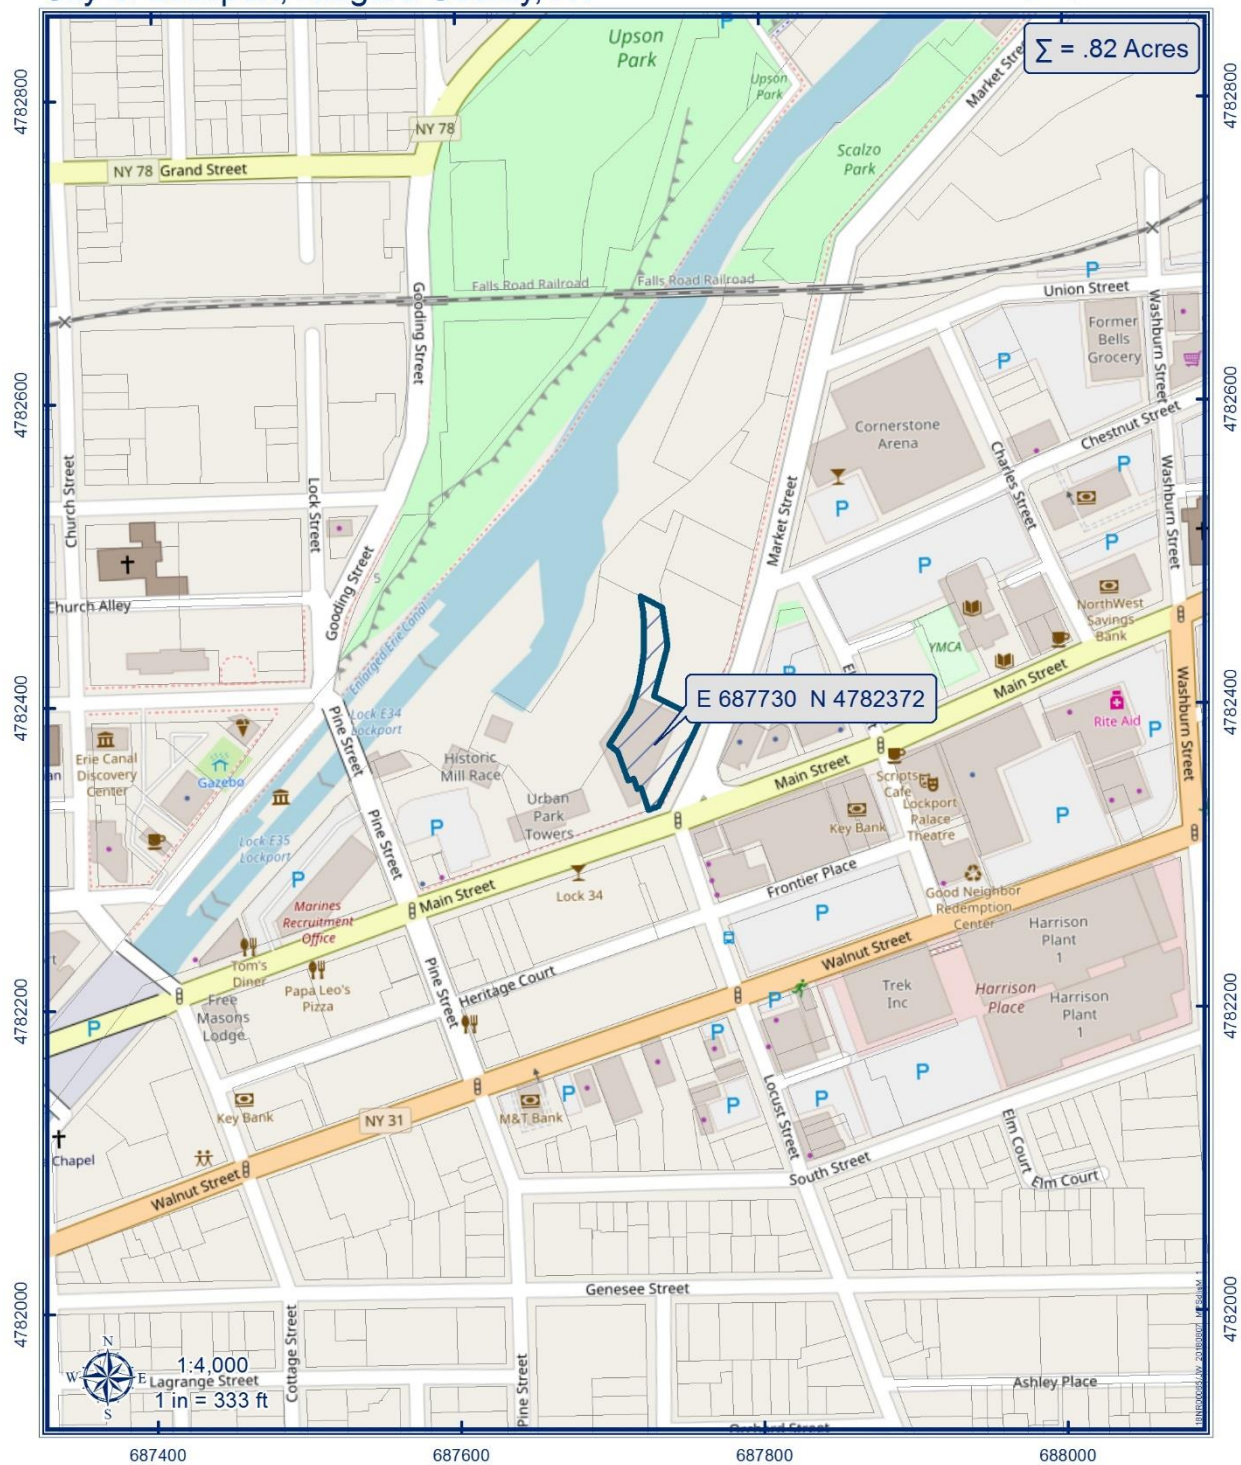 Upson
Park
P
∑ = .82 Acres
Market Stre
4782800
4782800
Upson
Park
NY 78
NY 78
Grand Street
Scalzo
Park
Falls Road Railroad
Falls Road Railroad
P
Union Street
Gooding Street
Washburn Street
Former
Bells
Grocery
P
4782600
4782600
Cornerstone
Arena
Chestnut Street
Charles Street
P
Church Street
Lock Street
Market Street
P
Washburn Street
P
P
Gooding Street
S
Church Alley
NorthWest
Savings
Bank
Enlarged Erie Canal
YMCA
Main Street
P
E 687730 N 4782372
4782400
4782400
Lock E34
Lockport
Pine Street
Rite Aid
P
Washburn Street
Erie Canal
Discovery
Center
Gazebo
Historic
Mill Race
Main Street
Scripts
Cafe
Urban
Park
Towers
Key Bank
Lockport
Palace
Theatre
P
P
Lock E35
Lockport
Pine Street
P
Frontier Place
Main Street
Lock 34
Good Neighbor
Redemption
Center
Marines
Recruitment
Office
P
Harrison
Plant
1
Walnut Street
Tom's
Diner
Papa Leo's
Pizza
Pine Street
Heritage Court
Trek
Inc
Harrison
Place
Harrison
Plant
1
4782200
4782200
Free
Masons
Lodge
P
P
P
P
Key Bank
NY 31
M&T Bank
P
P
P
Locust Street
Chapel
Elm Court
South Street
Elm Court
Walnut Street
Genesee Street
4782000
4782000
Cottage Street
Pine Street
N
W
E
S
1:4,000
Lagrange Street
1 in = 333 ft
Ashley Place
Orchard Street
687400
687600
687800
688000